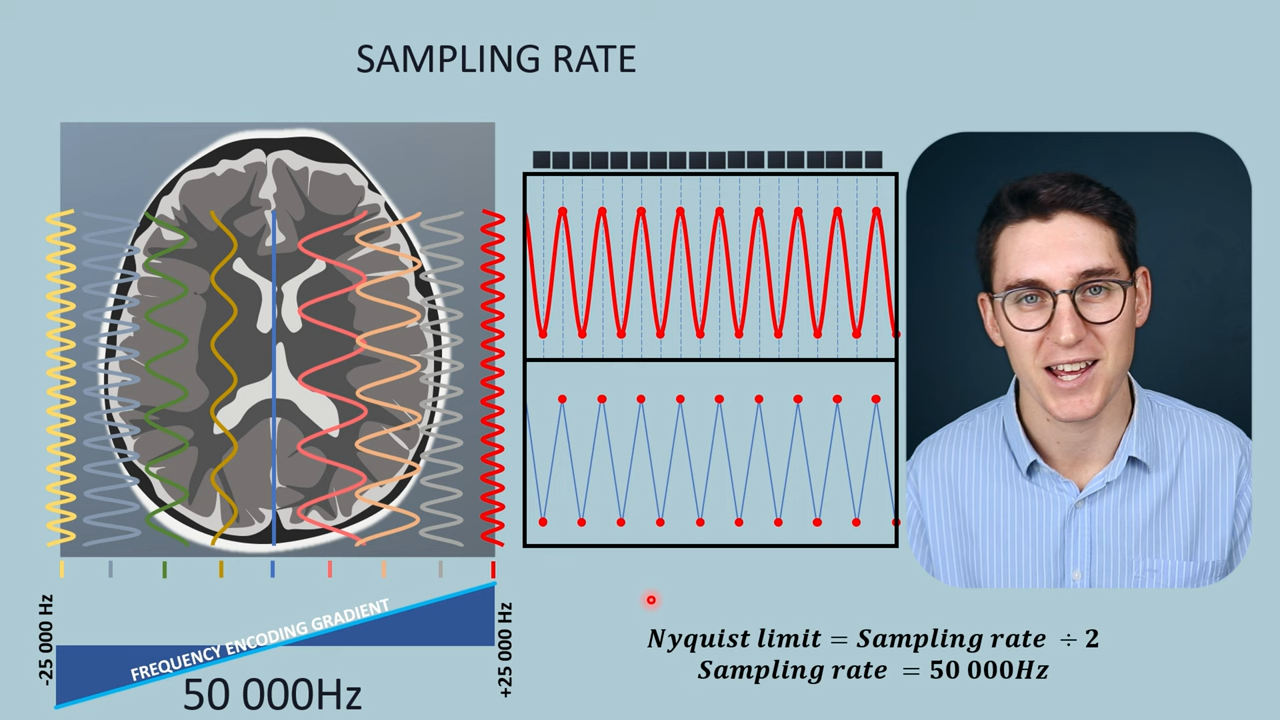 SAMPLING RATE
-25 000 Hz
FREQUENCY ENCODING GRADIENT
+25 000 Hz
50 000Hz
Nyquist limit = Sampling rate ÷ 2
Sampling rate = 50 000Hz